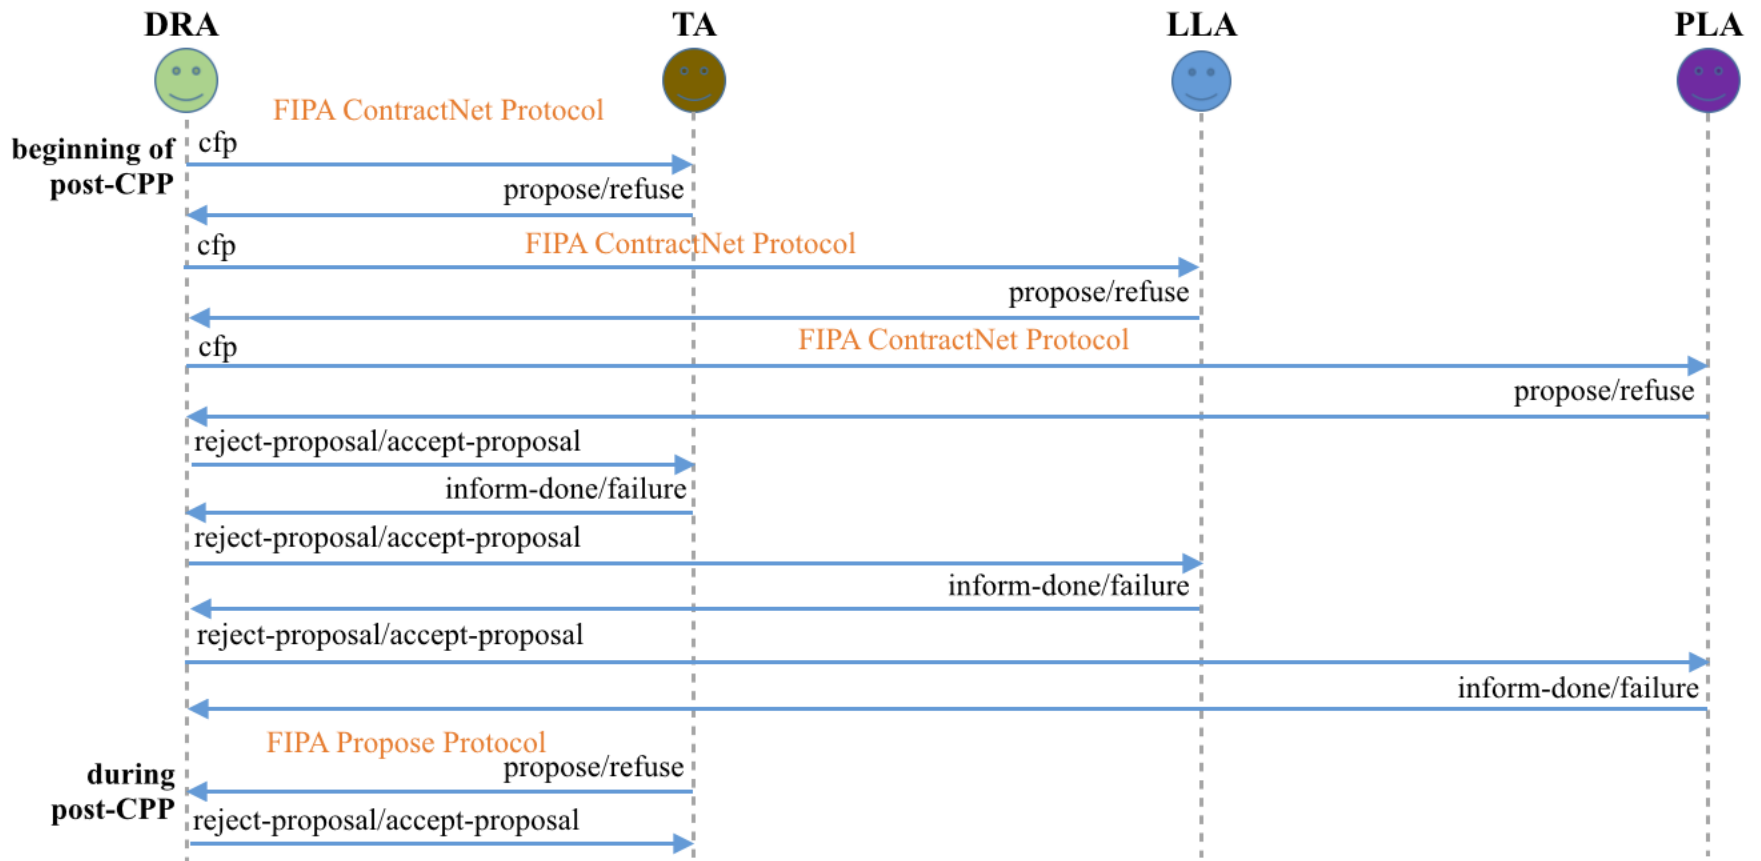 DRA
TA
LLA
PLA
FIPA ContractNet Protocol
beginning of
post-CPP
cfp
propose/refuse
cfp
FIPA ContractNet Protocol
propose/refuse
cfp
FIPA ContractNet Protocol
propose/refuse
reject-proposal/accept-proposal
inform-done/failure
reject-proposal/accept-proposal
inform-done/failure
reject-proposal/accept-proposal
inform-done/failure
FIPA Propose Protocol
during
post-CPP
propose/refuse
reject-proposal/accept-proposal